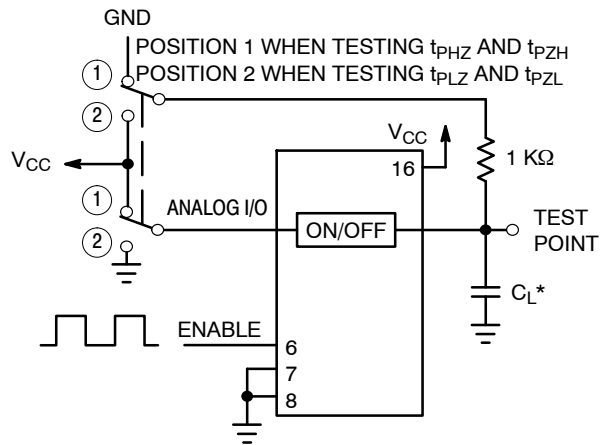 GND
POSITION 1 WHEN TESTING tPHZ AND tPZH
POSITION 2 WHEN TESTING tPLZ AND tPZL
1
2
VCC
VCC
16
1 KΩ
1
2
ANALOG I/O
ON/OFF
TEST
POINT
CL*
ENABLE
6
7
8